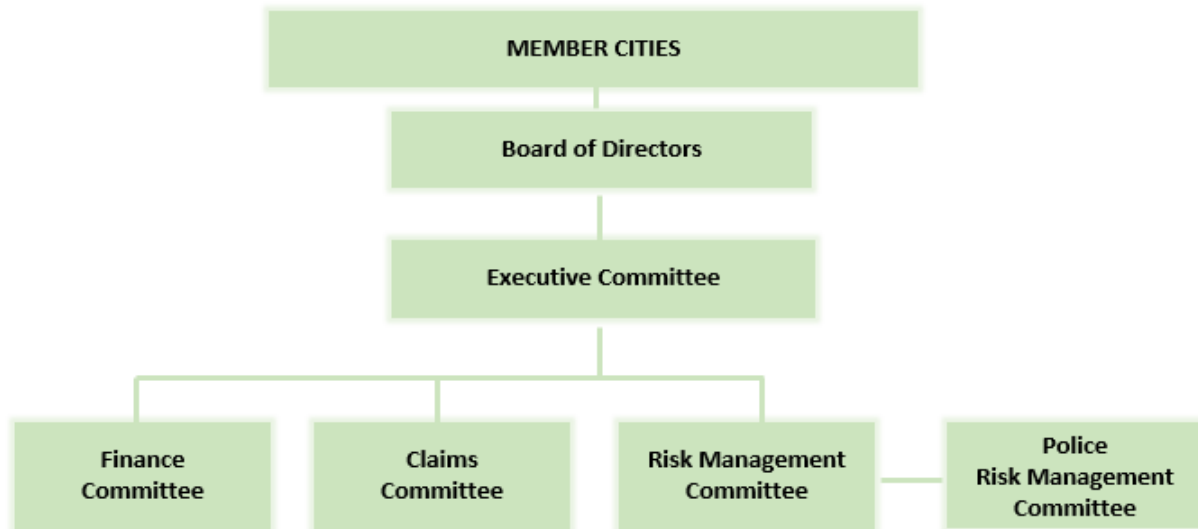 MEMBER CITIES
Board of Directors
Executive Committee
Finance
Committee
Claims
Committee
Risk Management
Committee
Police
Risk Management
Committee